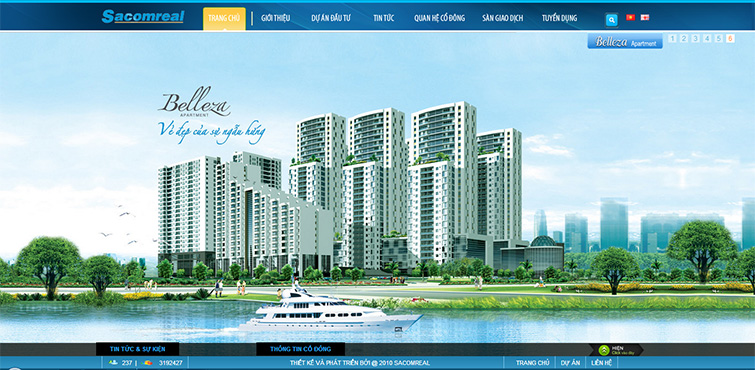 Sacomreal TRANG CHỦ GIỚI THIỆU DỰ ÁN ĐẦU TƯ TIN TỨC QUAN HỆ CỔ ĐÔNG SÀN GIAO DỊCH TUYỂN DỤNG
Belleza Apartment 1 2 3 4 5 6
Belleza
APARTMENT
Vẻ đẹp của sự ngẫu hứng
TIN TỨC & SỰ KIỆN THÔNG TIN CỔ ĐÔNG HIỆN
Click vào đây
237 | 3192427 THIẾT KẾ VÀ PHÁT TRIỂN BỞI @ 2010 SACOMREAL TRANG CHỦ DỰ ÁN LIÊN HỆ